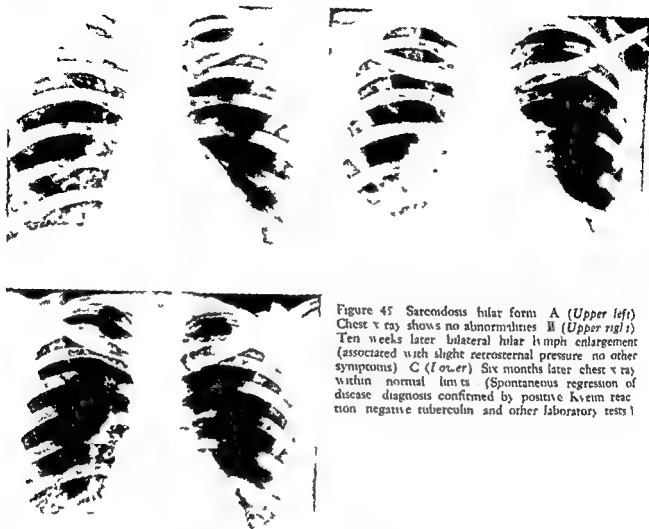 Figure 45 Sarcoidosis hilar form A (Upper left)
Chest x ray shows no abnormalities B (Upper right)
Ten weeks later bilateral hilar lymph enlargement
(associated with slight retrosternal pressure no other
symptoms) C (Lower) Six months later chest x ray
within normal limits (Spontaneous regression of
disease diagnosis confirmed by positive Kveim reac
tion negative tuberculin and other laboratory tests)